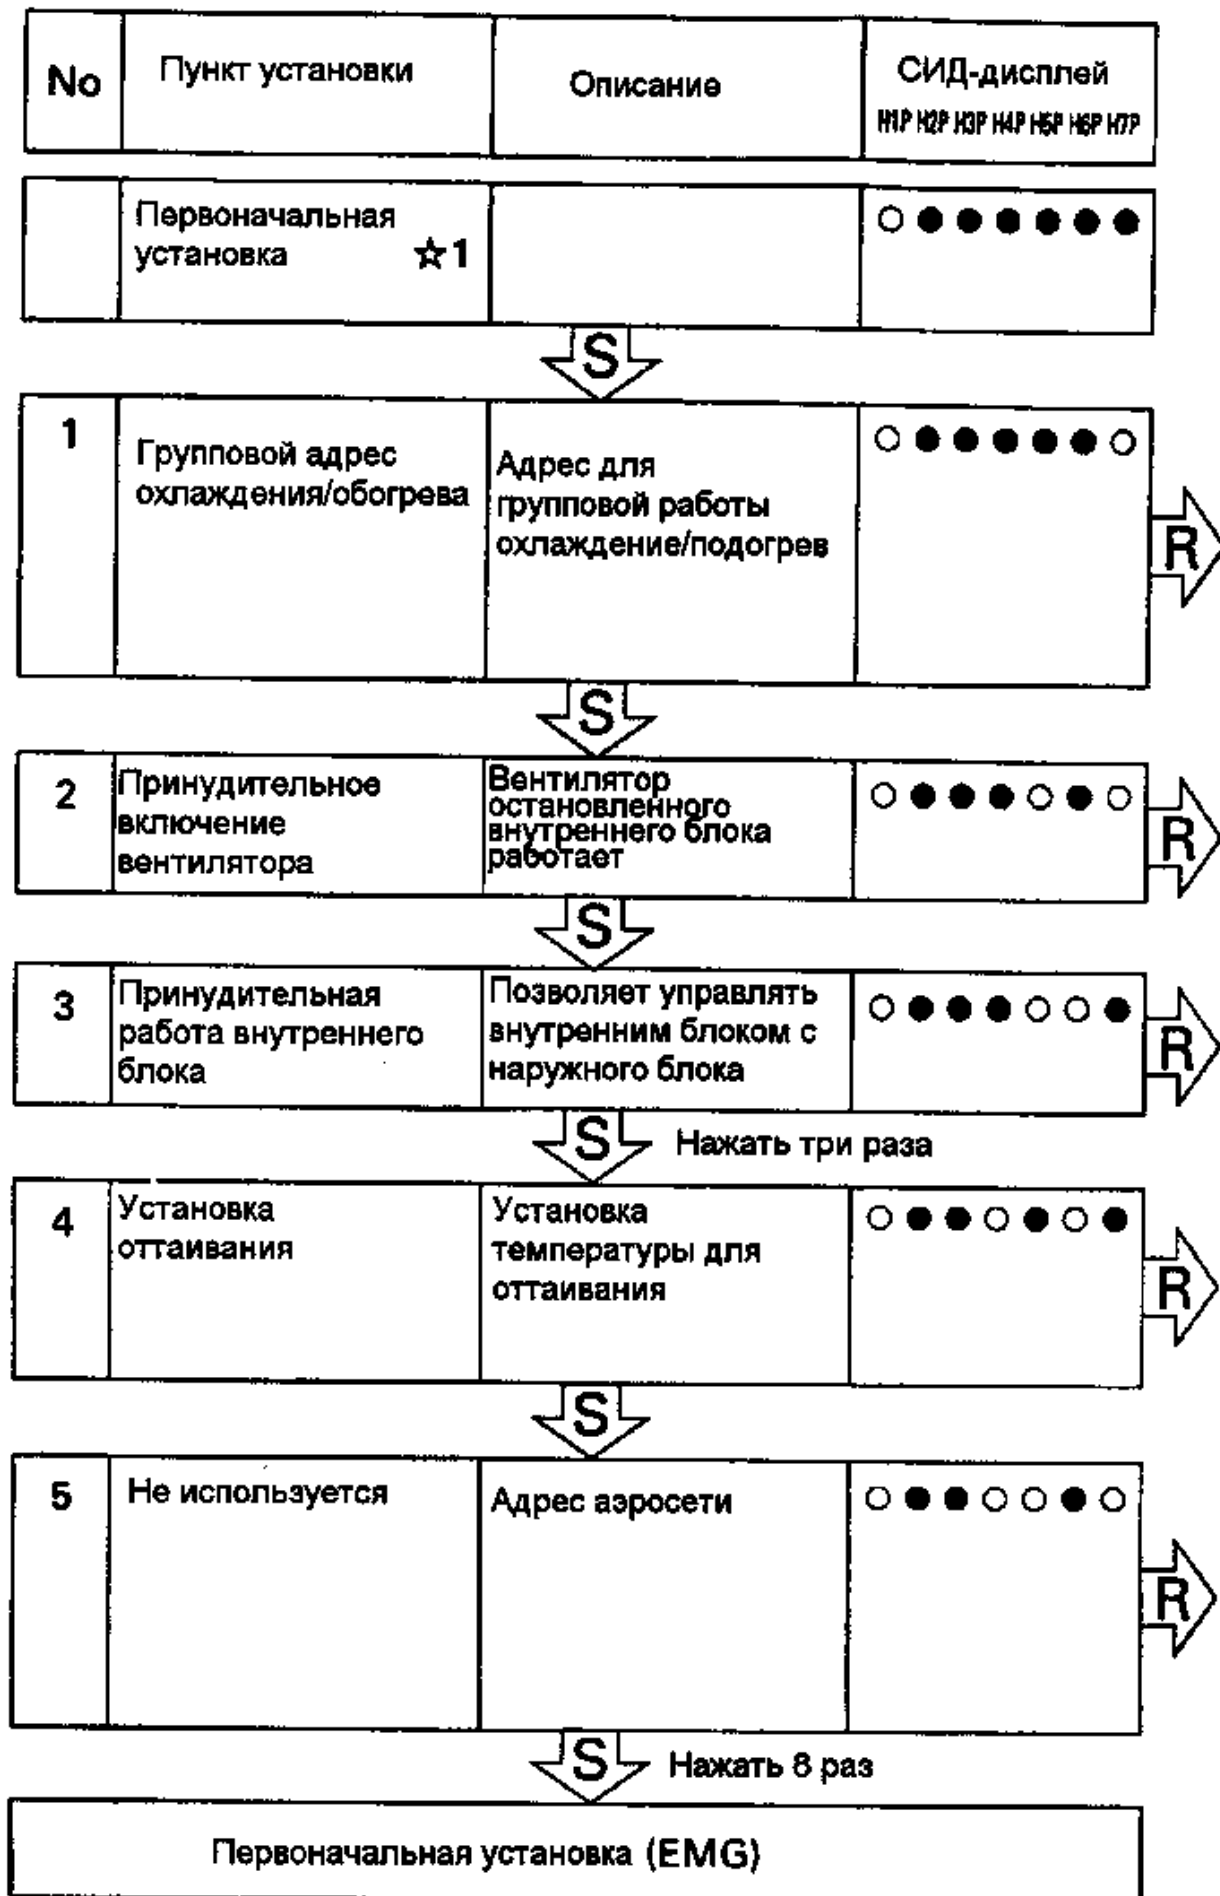 No
Пункт установки
Описание
СИД-дисплей
H1P H2P H3P H4P H5P H6P H7P
Первоначальная
установка ☆1
S
1
Групповой адрес
охлаждения/обогрева
Адрес для
групповой работы
охлаждение/подогрев
R
S
2
Принудительное
включение
вентилятора
Вентилятор
остановленного
внутреннего блока
работает
R
S
3
Принудительная
работа внутреннего
блока
Позволяет управлять
внутренним блоком с
наружного блока
R
S Нажать три раза
4
Установка
оттаивания
Установка
температуры для
оттаивания
R
S
5
Не используется
Адрес аэросети
R
S Нажать 8 раз
Первоначальная установка (EMG)